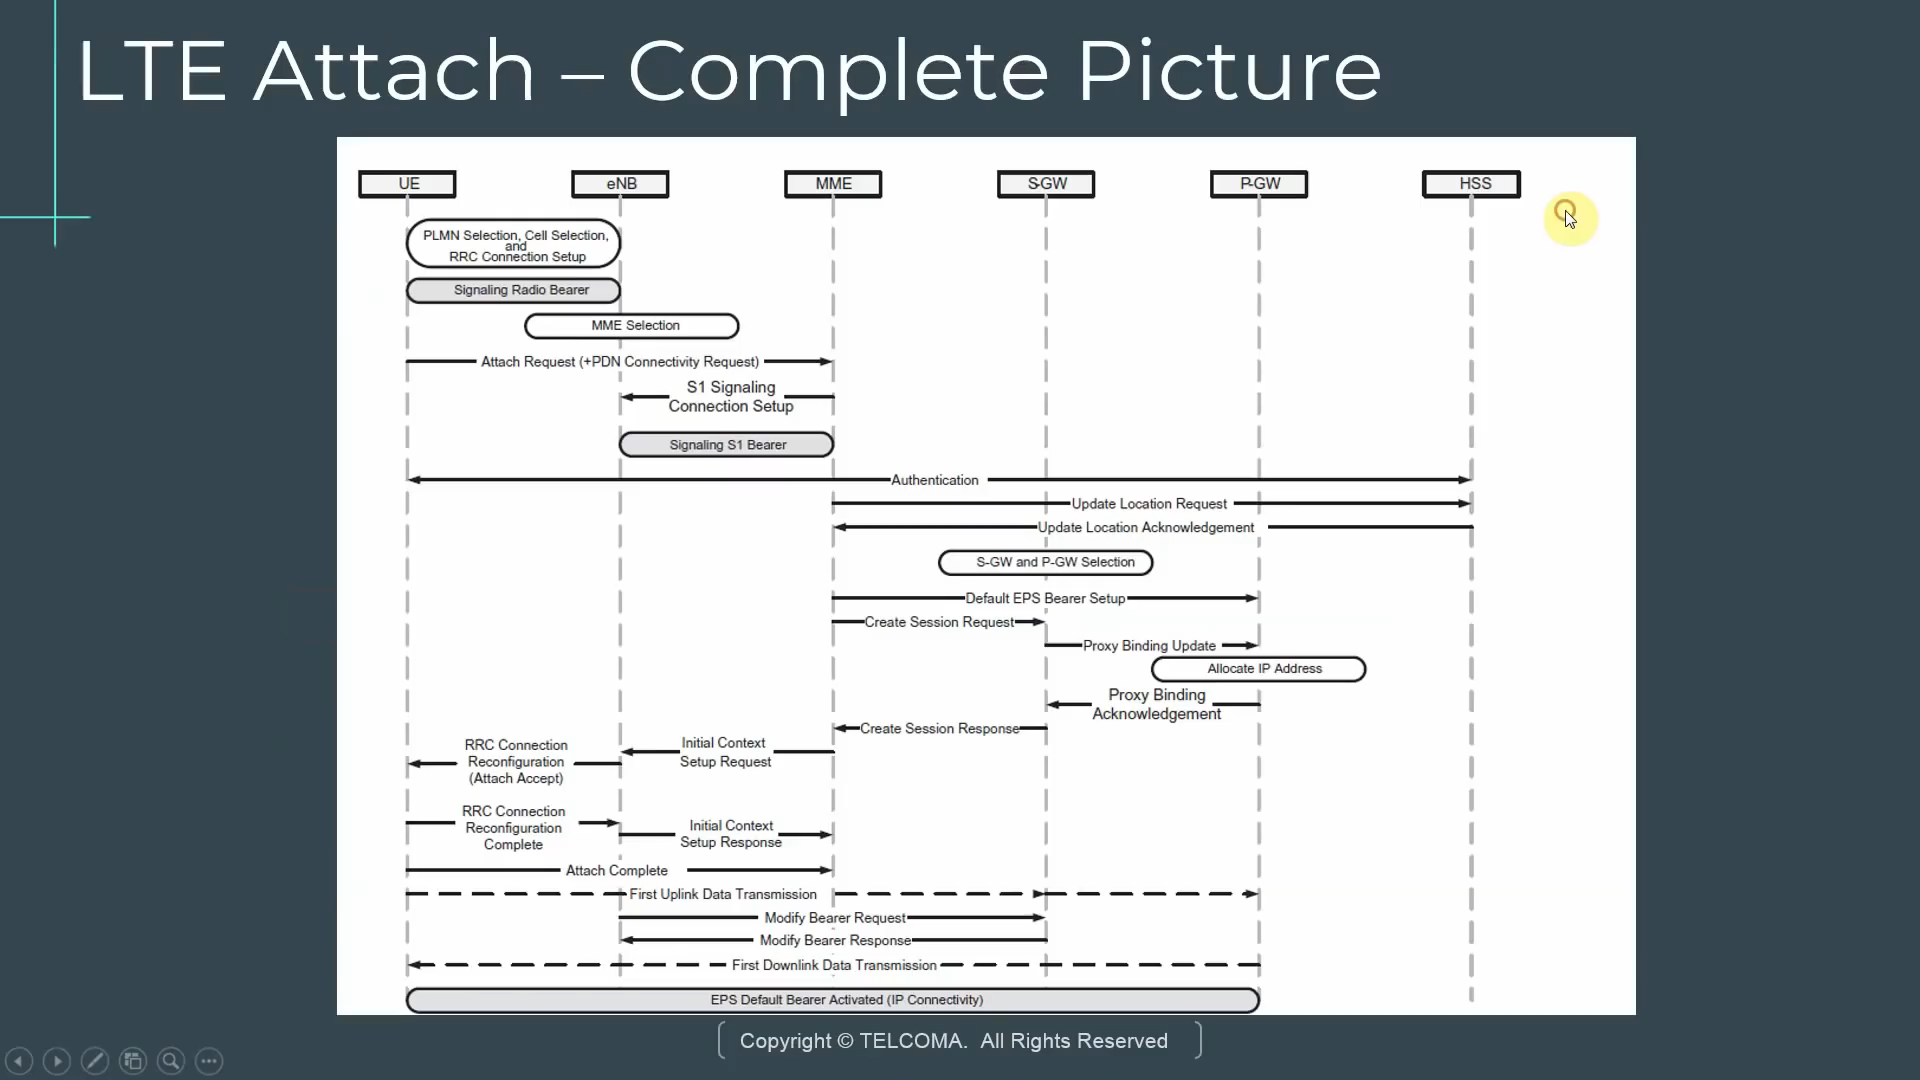 LTE Attach – Complete Picture
UE
eNB
MME
S-GW
P-GW
HSS
PLMN Selection, Cell Selection,
and
RRC Connection Setup
Signaling Radio Bearer
MME Selection
Attach Request (+PDN Connectivity Request)
S1 Signaling
Connection Setup
Signaling S1 Bearer
Authentication
Update Location Request
Update Location Acknowledgement
S-GW and P-GW Selection
Default EPS Bearer Setup
Create Session Request
Proxy Binding Update
Allocate IP Address
Proxy Binding
Acknowledgement
Create Session Response
Initial Context
Setup Request
RRC Connection
Reconfiguration
(Attach Accept)
RRC Connection
Reconfiguration
Complete
Initial Context
Setup Response
Attach Complete
First Uplink Data Transmission
Modify Bearer Request
Modify Bearer Response
First Downlink Data Transmission
EPS Default Bearer Activated (IP Connectivity)
Copyright © TELCOMA. All Rights Reserved